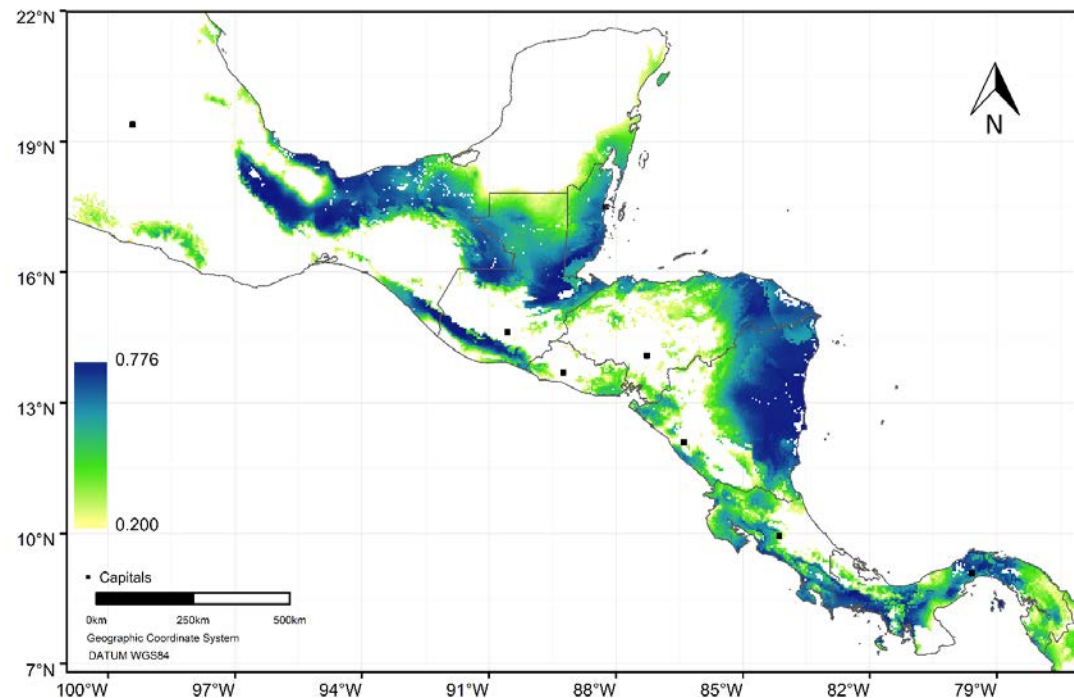 22°N
19°N
16°N
13°N
10°N
7°N
N
0.776
0.200
Capitals
0km 250km 500km
Geographic Coordinate System
DATUM WGS84
100°W 97°W 94°W 91°W 88°W 85°W 82°W 79°W